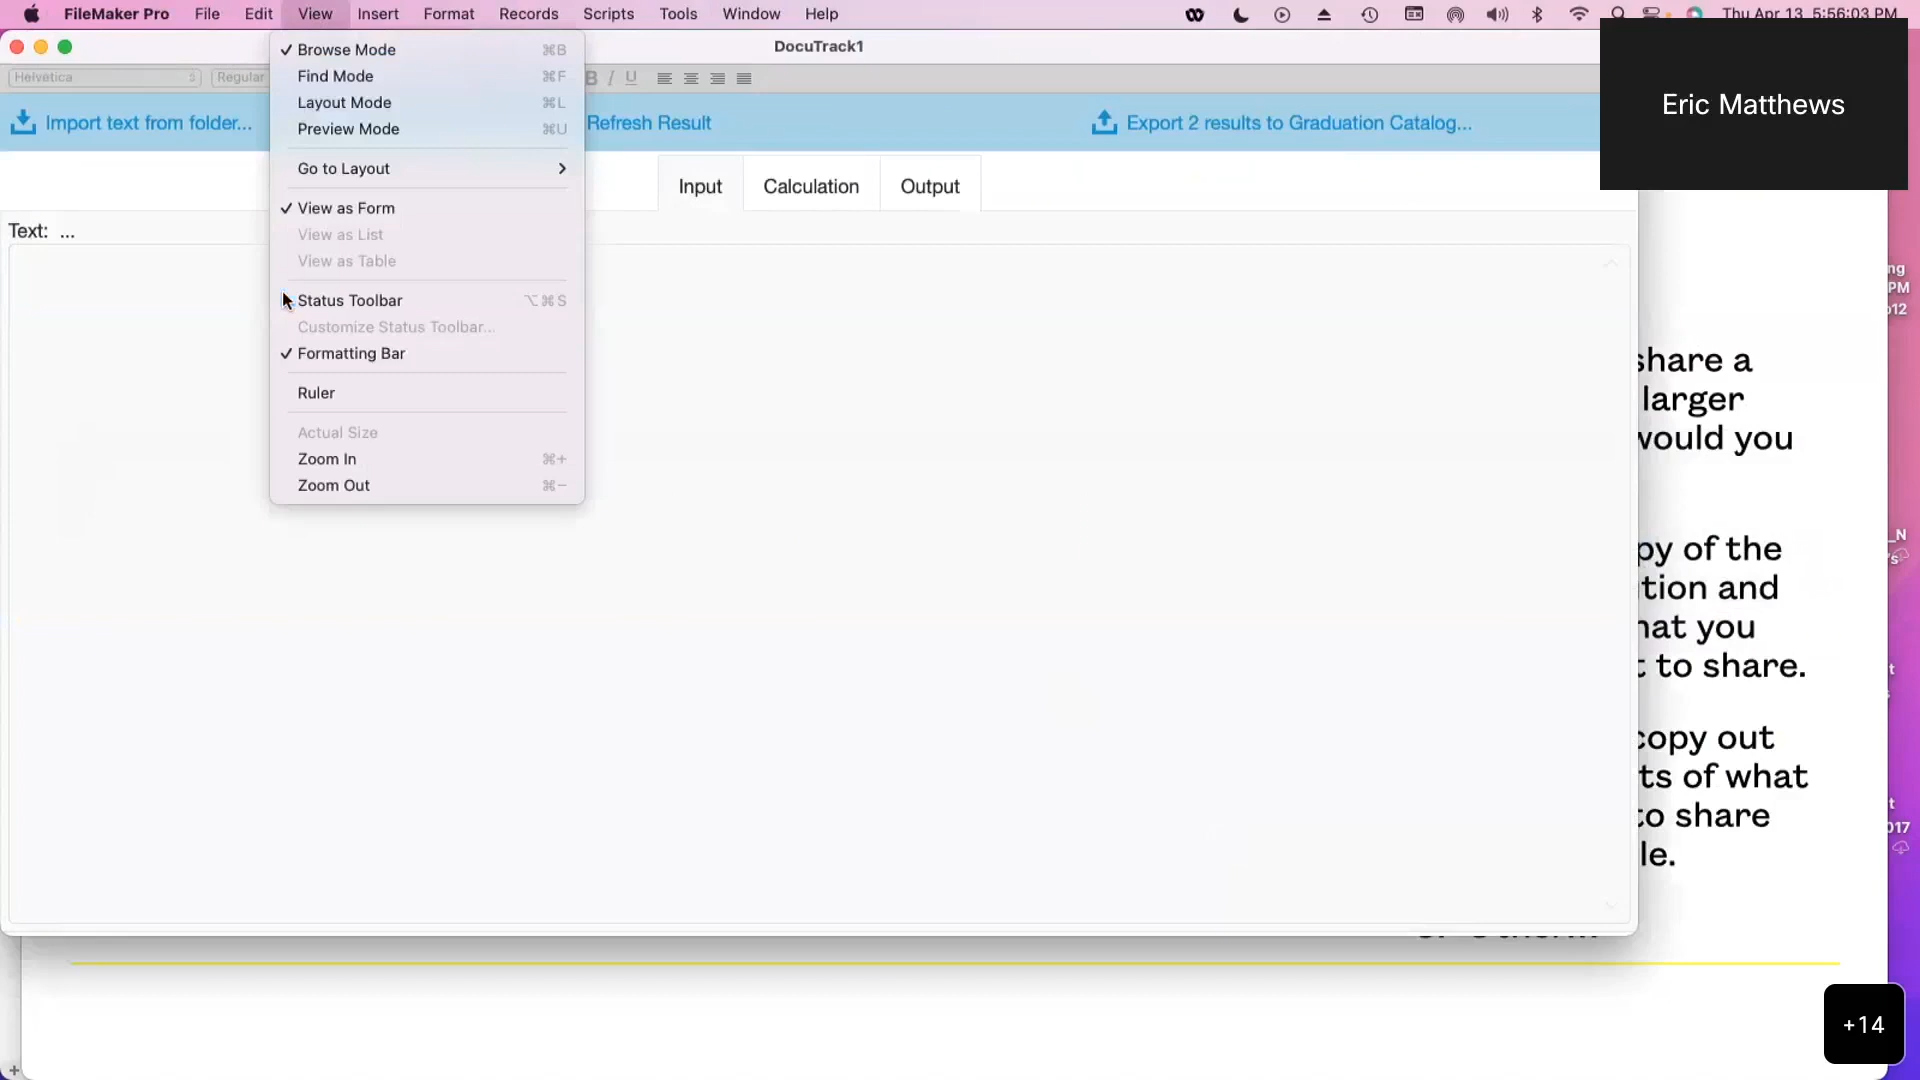 FileMaker Pro File Edit View Insert Format Records Scripts Tools Window Help Thu Apr 13 5:56:03 PM
DocuTrack1
Helvetica Regular B I U
Import text from folder... Refresh Result Export 2 results to Graduation Catalog...
Input Calculation Output
Text: ...
✓ Browse Mode ⌘B
Find Mode ⌘F
Layout Mode ⌘L
Preview Mode ⌘U
Go to Layout >
✓ View as Form
View as List
View as Table
Status Toolbar ⌥⌘S
Customize Status Toolbar...
✓ Formatting Bar
Ruler
Actual Size
Zoom In ⌘+
Zoom Out ⌘−
Eric Matthews
share a
larger
would you
py of the
tion and
hat you
t to share.
copy out
ts of what
to share
le.
ng
PM
o12
_N
's
t
t
017
+14
+